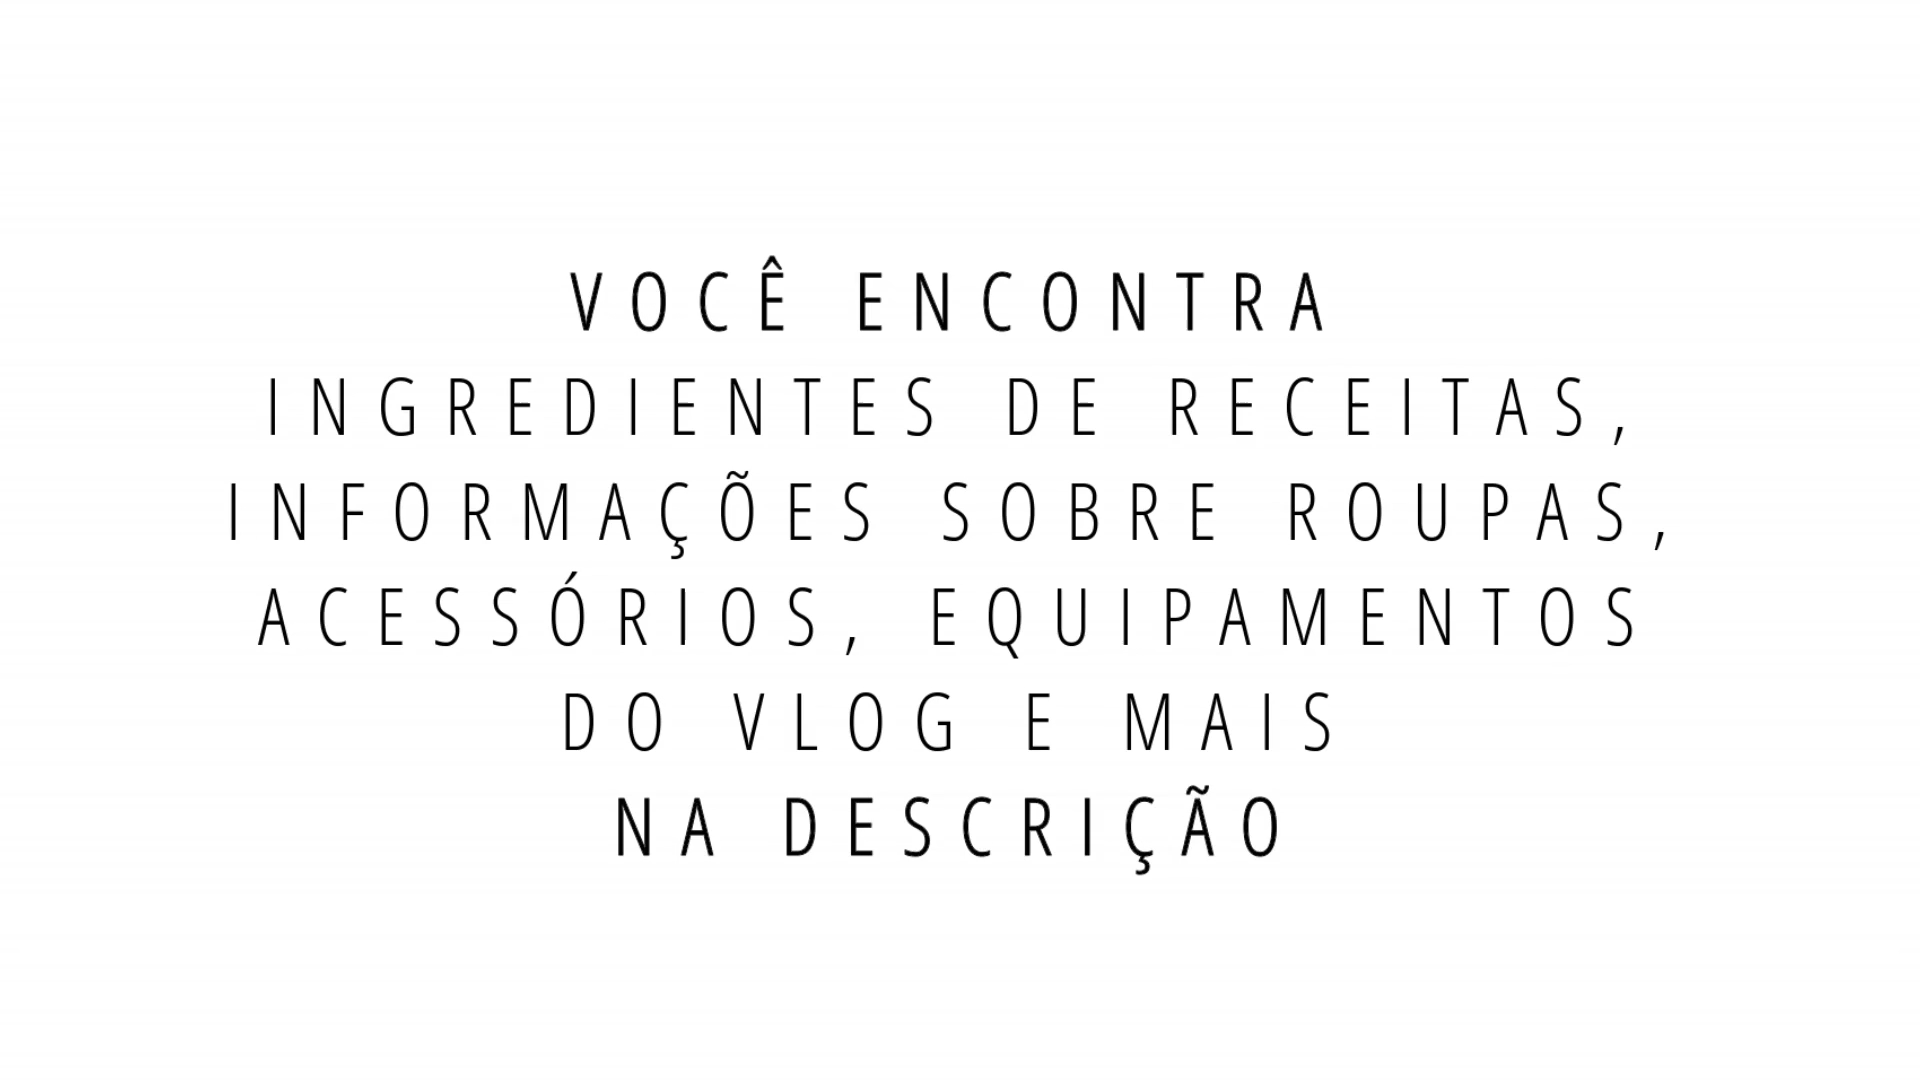 VOCÊ ENCONTRA
INGREDIENTES DE RECEITAS,
INFORMAÇÕES SOBRE ROUPAS,
ACESSÓRIOS, EQUIPAMENTOS
DO VLOG E MAIS
NA DESCRIÇÃO